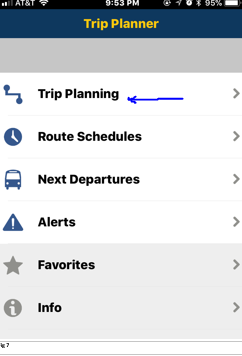 AT&T 9:53 PM 95%
Trip Planner
Trip Planning
Route Schedules
Next Departures
Alerts
Favorites
Info